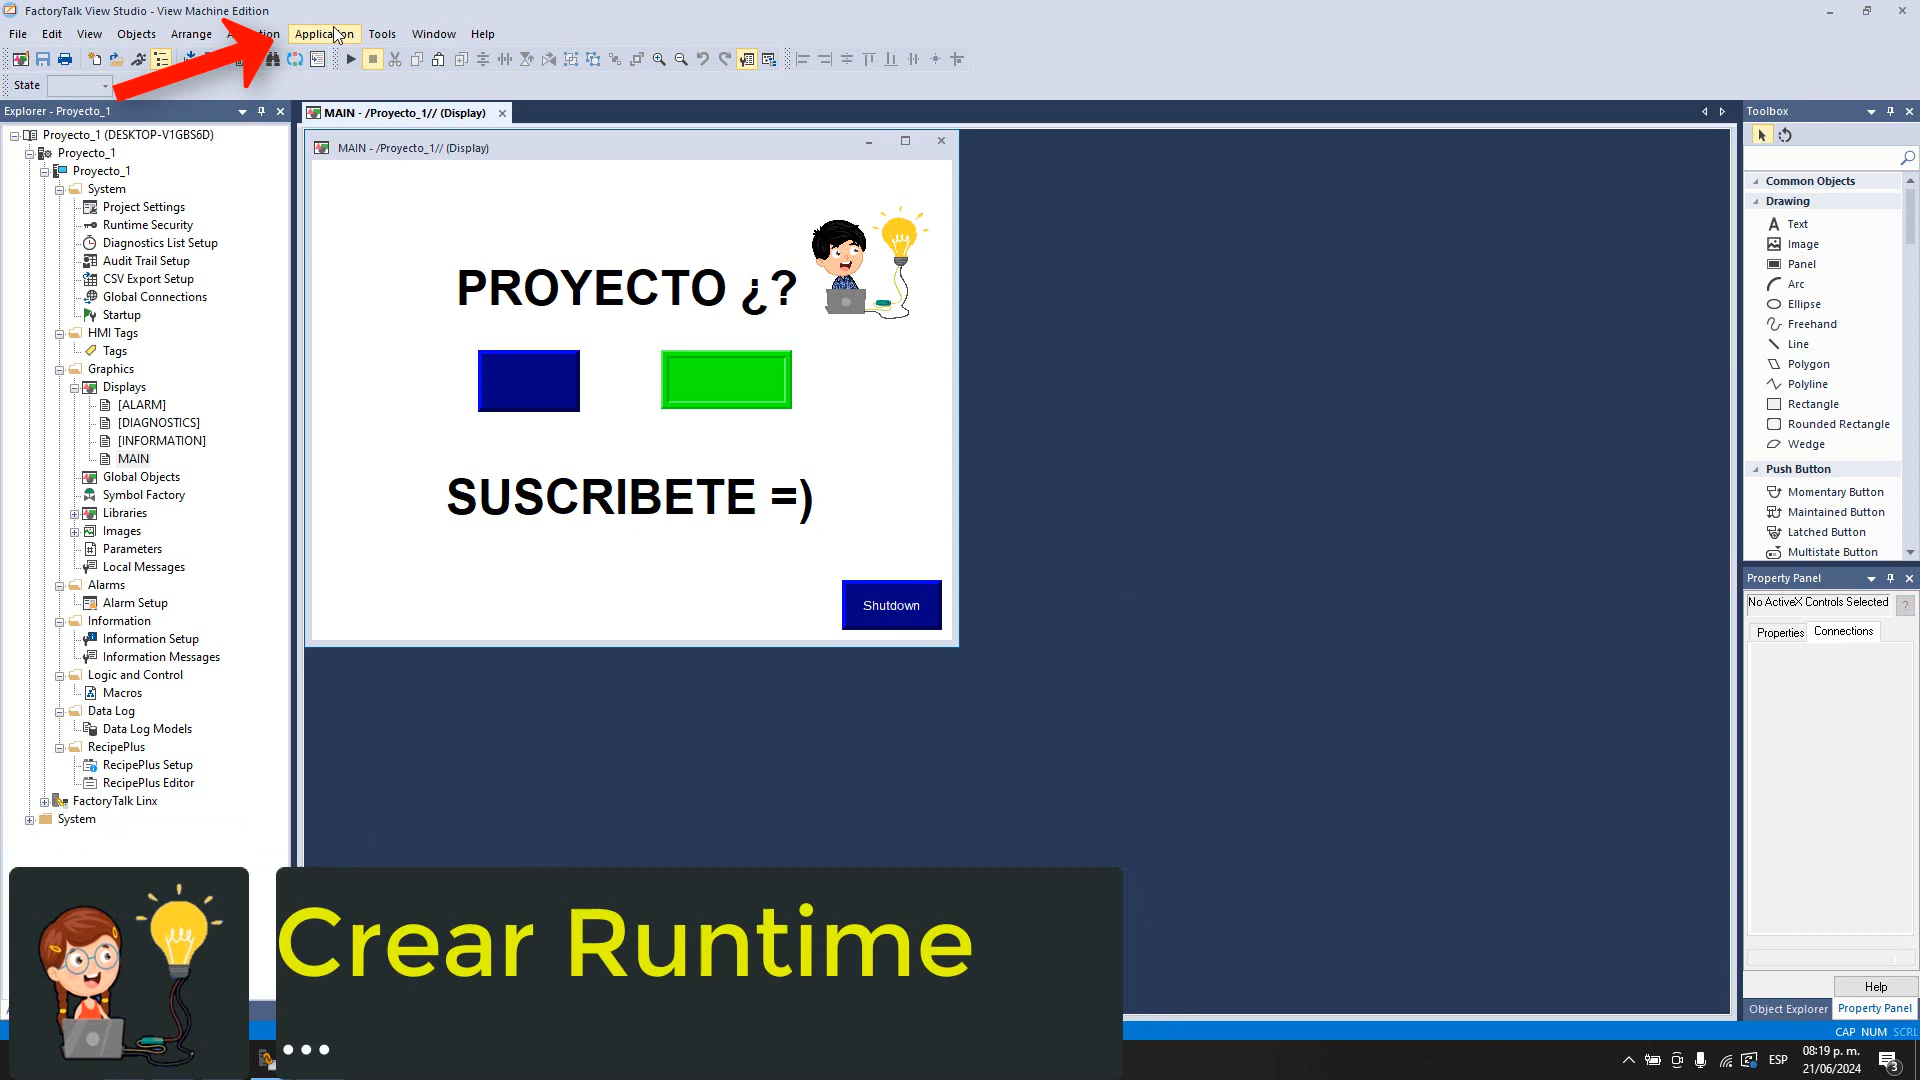 FactoryTalk View Studio - View Machine Edition
File Edit View Objects Arrange Application Tools Window Help
State
Explorer - Proyecto_1
Proyecto_1 (DESKTOP-V1GBS6D)
Proyecto_1
Proyecto_1
System
Project Settings
Runtime Security
Diagnostics List Setup
Audit Trail Setup
CSV Export Setup
Global Connections
Startup
HMI Tags
Tags
Graphics
Displays
[ALARM]
[DIAGNOSTICS]
[INFORMATION]
MAIN
Global Objects
Symbol Factory
Libraries
Images
Parameters
Local Messages
Alarms
Alarm Setup
Information
Information Setup
Information Messages
Logic and Control
Macros
Data Log
Data Log Models
RecipePlus
RecipePlus Setup
RecipePlus Editor
FactoryTalk Linx
System
MAIN - /Proyecto_1// (Display)
MAIN - /Proyecto_1// (Display)
PROYECTO ¿?
SUSCRIBETE =)
Shutdown
Toolbox
Common Objects
Drawing
Text
Image
Panel
Arc
Ellipse
Freehand
Line
Polygon
Polyline
Rectangle
Rounded Rectangle
Wedge
Push Button
Momentary Button
Maintained Button
Latched Button
Multistate Button
Property Panel
No ActiveX Controls Selected
?
Properties Connections
Help
Object Explorer Property Panel
CAP NUM SCRL
Crear Runtime
...
ESP
08:19 p. m.
21/06/2024
3